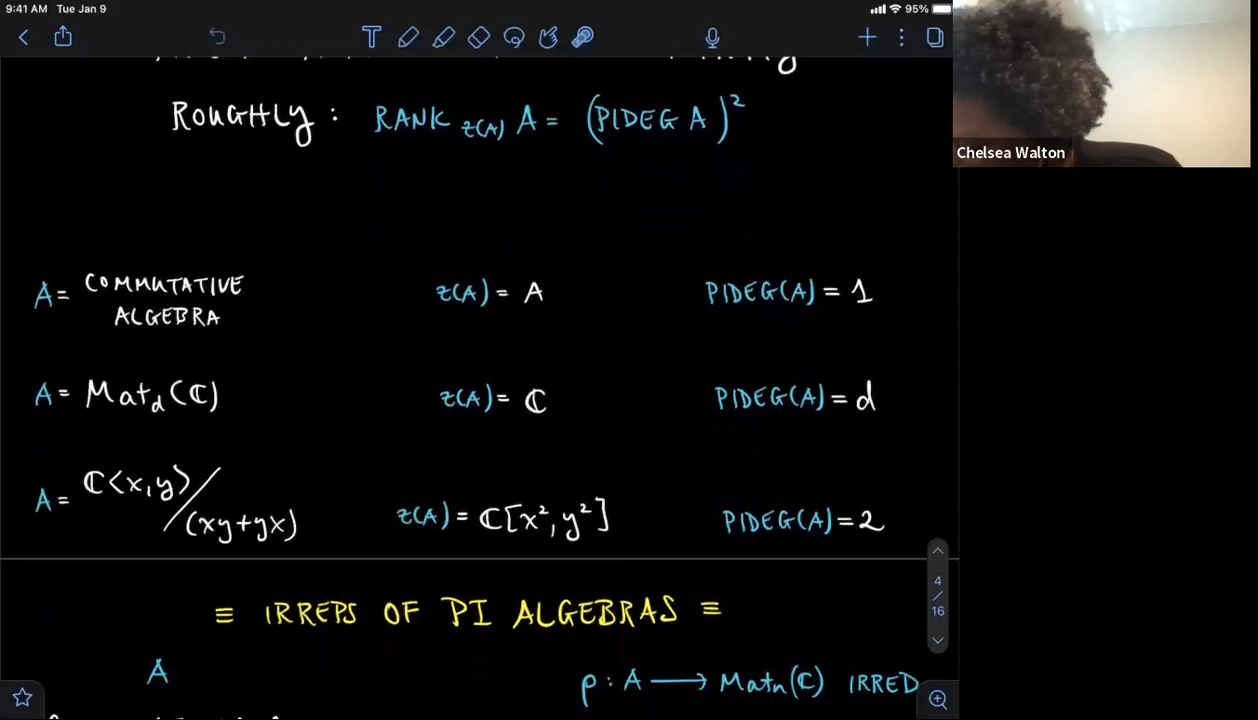 9:41 AM Tue Jan 9
95%
ROUGHLY : RANK Z(A) A = (PIDEG A)²
A = COMMUTATIVE ALGEBRA
Z(A) = A
PIDEG(A) = 1
A = Mat_d(ℂ)
Z(A) = ℂ
PIDEG(A) = d
A = ℂ<x,y>/(xy+yx)
Z(A) = ℂ[x²,y²]
PIDEG(A) = 2
≡ IRREPS OF PI ALGEBRAS ≡
A
ρ : A ⟶ Matn(ℂ) IRRED
4
/
16
Chelsea Walton